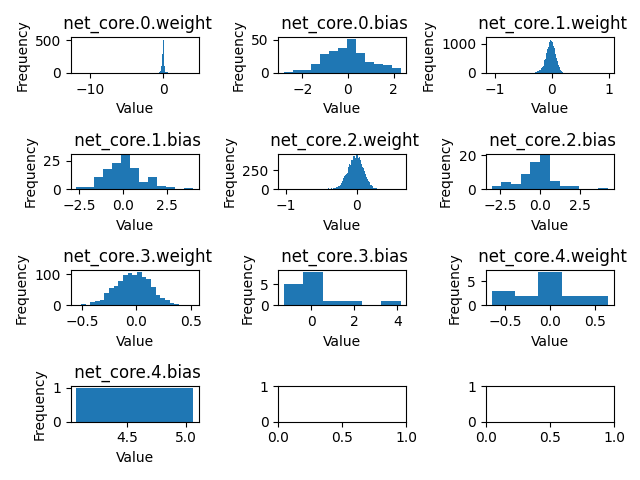 net_core.0.weight
net_core.0.bias
net_core.1.weight
Frequency
500
0
-10
0
Value
Frequency
50
0
−2
0
2
Value
Frequency
1000
0
−1
0
1
Value
net_core.1.bias
net_core.2.weight
net_core.2.bias
Frequency
25
0
−2.5
0.0
2.5
Value
Frequency
250
0
−1
0
Value
Frequency
20
0
−2.5
0.0
2.5
Value
net_core.3.weight
net_core.3.bias
net_core.4.weight
Frequency
100
0
−0.5
0.0
0.5
Value
Frequency
5
0
0
2
4
Value
Frequency
5
0
−0.5
0.0
0.5
Value
net_core.4.bias
Frequency
1
0
4.5
5.0
Value
1
0
0.0
0.5
1.0
1
0
0.0
0.5
1.0